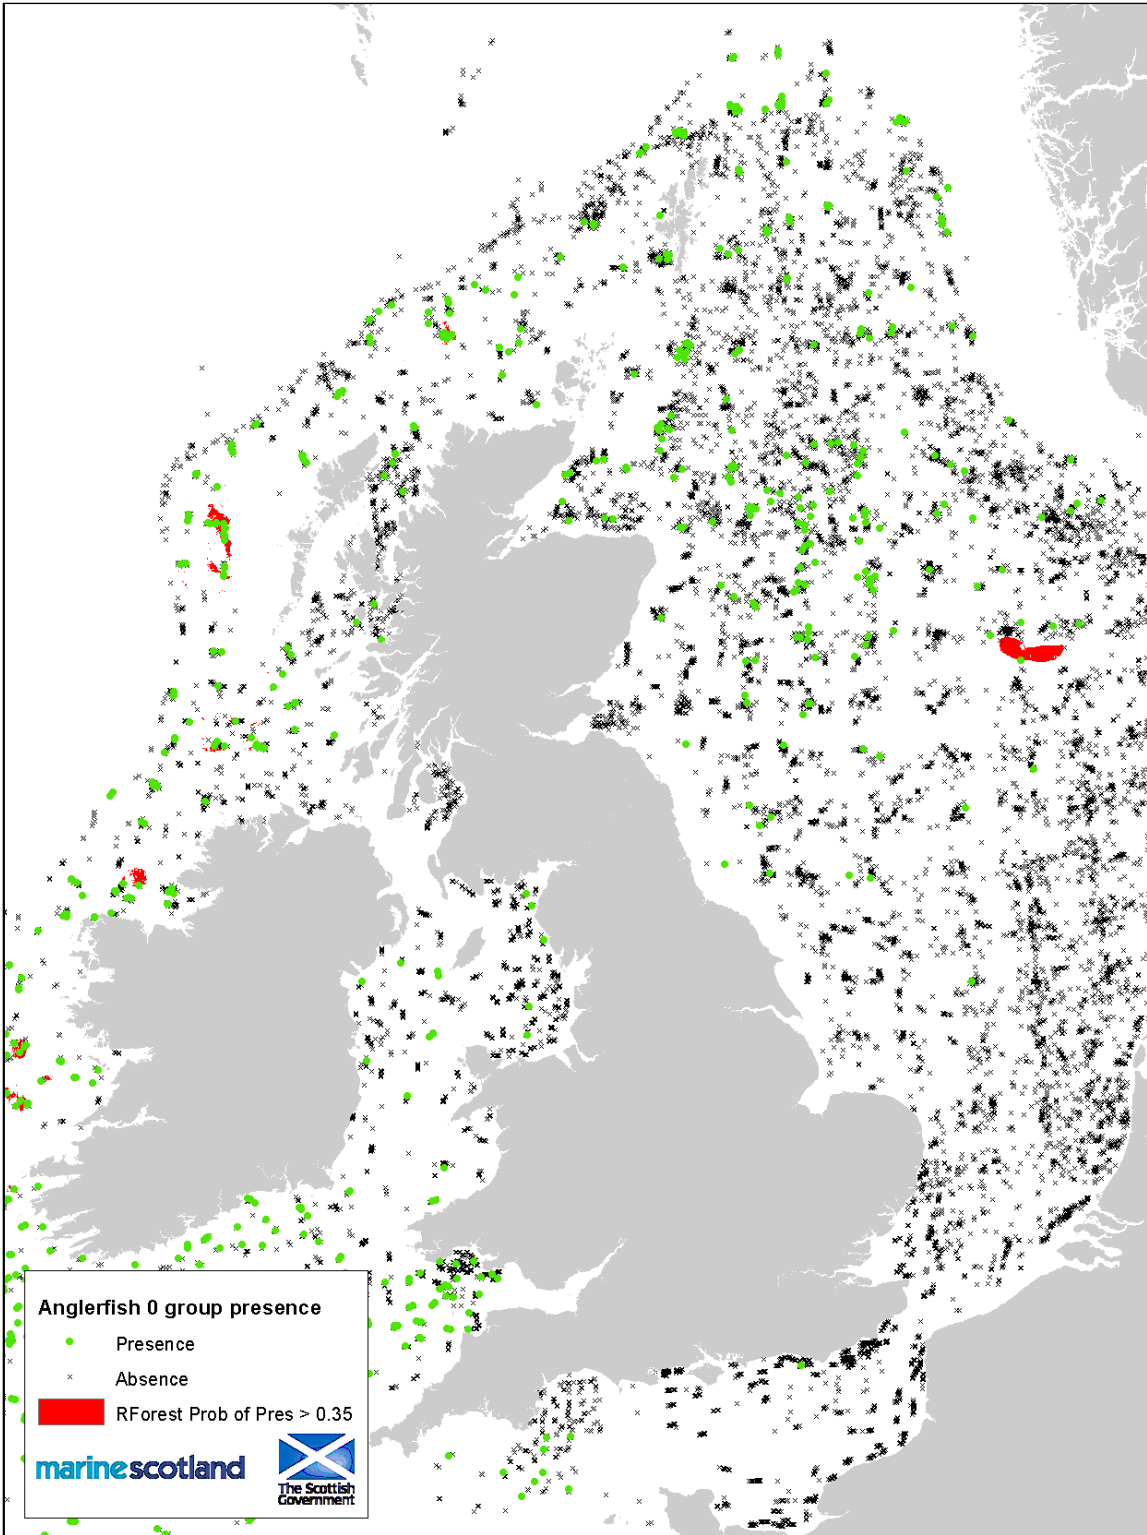 Anglerfish 0 group presence
Presence
Absence
RForest Prob of Pres > 0.35
marinescotland
The Scottish
Government